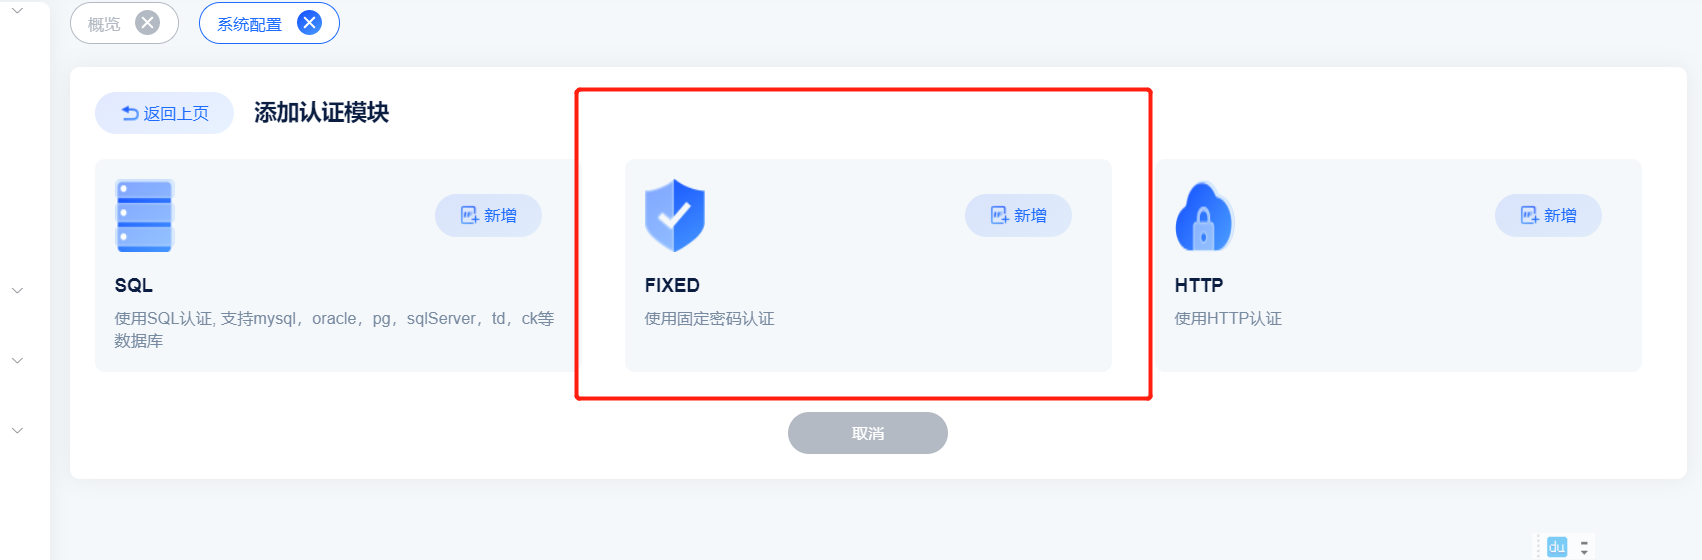 概览
系统配置
返回上页
添加认证模块
新增
SQL
使用SQL认证, 支持mysql，oracle，pg，sqlServer，td，ck等
数据库
新增
FIXED
使用固定密码认证
新增
HTTP
使用HTTP认证
取消
du